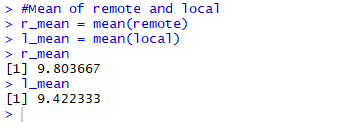 > #Mean of remote and local
> r_mean = mean(remote)
> l_mean = mean(local)
> r_mean
[1] 9.803667
> l_mean
[1] 9.422333
>